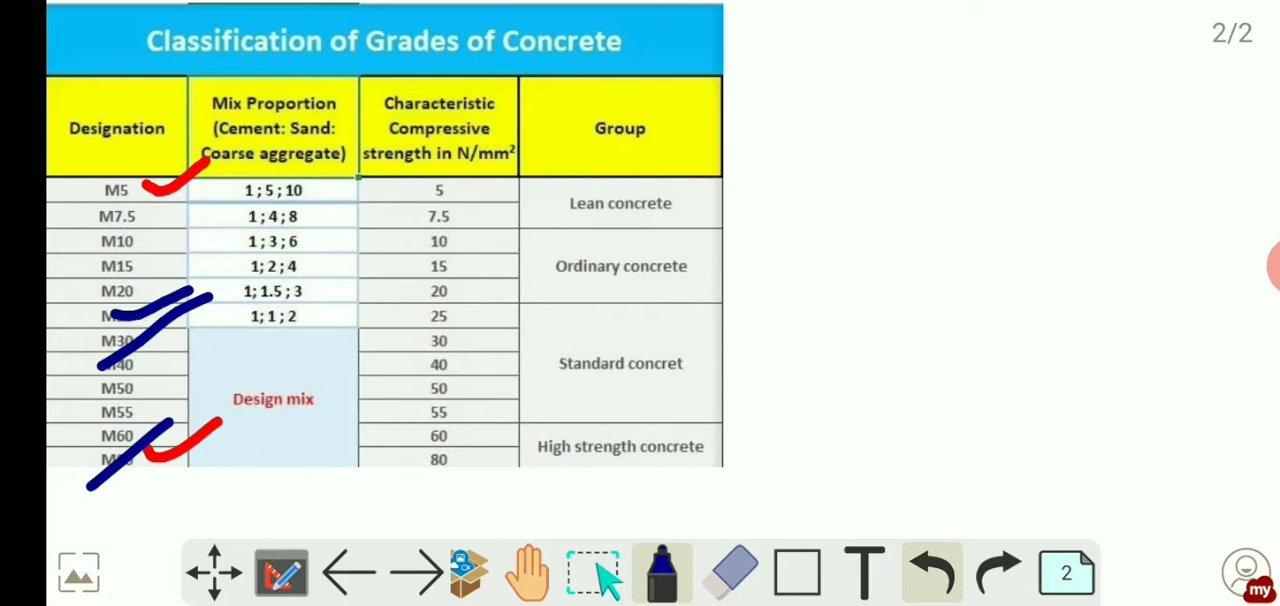 2/2
Classification of Grades of Concrete
Designation
Mix Proportion
(Cement: Sand:
Coarse aggregate)
Characteristic
Compressive
strength in N/mm²
Group
M5 1 ; 5 ; 10 5
Lean concrete
M7.5 1 ; 4 ; 8 7.5
M10 1 ; 3 ; 6 10
M15 1; 2 ; 4 15
Ordinary concrete
M20 1; 1.5 ; 3 20
1; 1 ; 2 25
M30 30
M40 40
Standard concret
M50 50
Design mix
M55 55
M60 60
High strength concrete
80
T
2
my